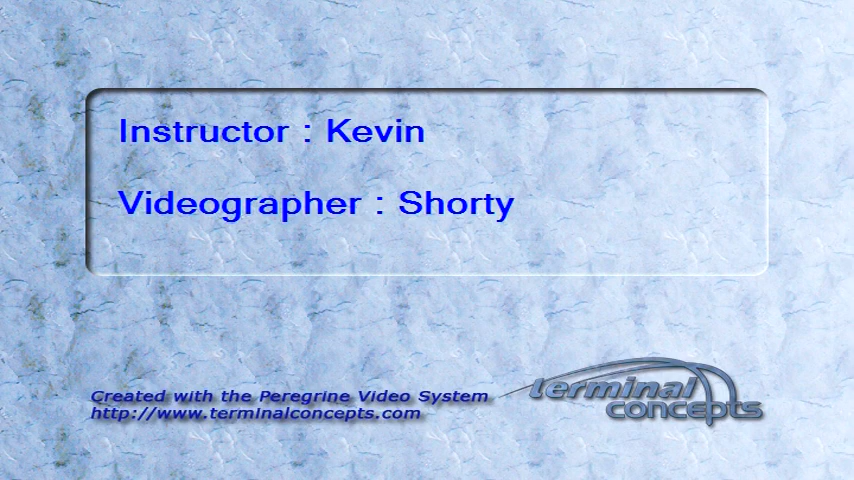 Instructor : Kevin
Videographer : Shorty
Created with the Peregrine Video System
http://www.terminalconcepts.com
terminal
concepts